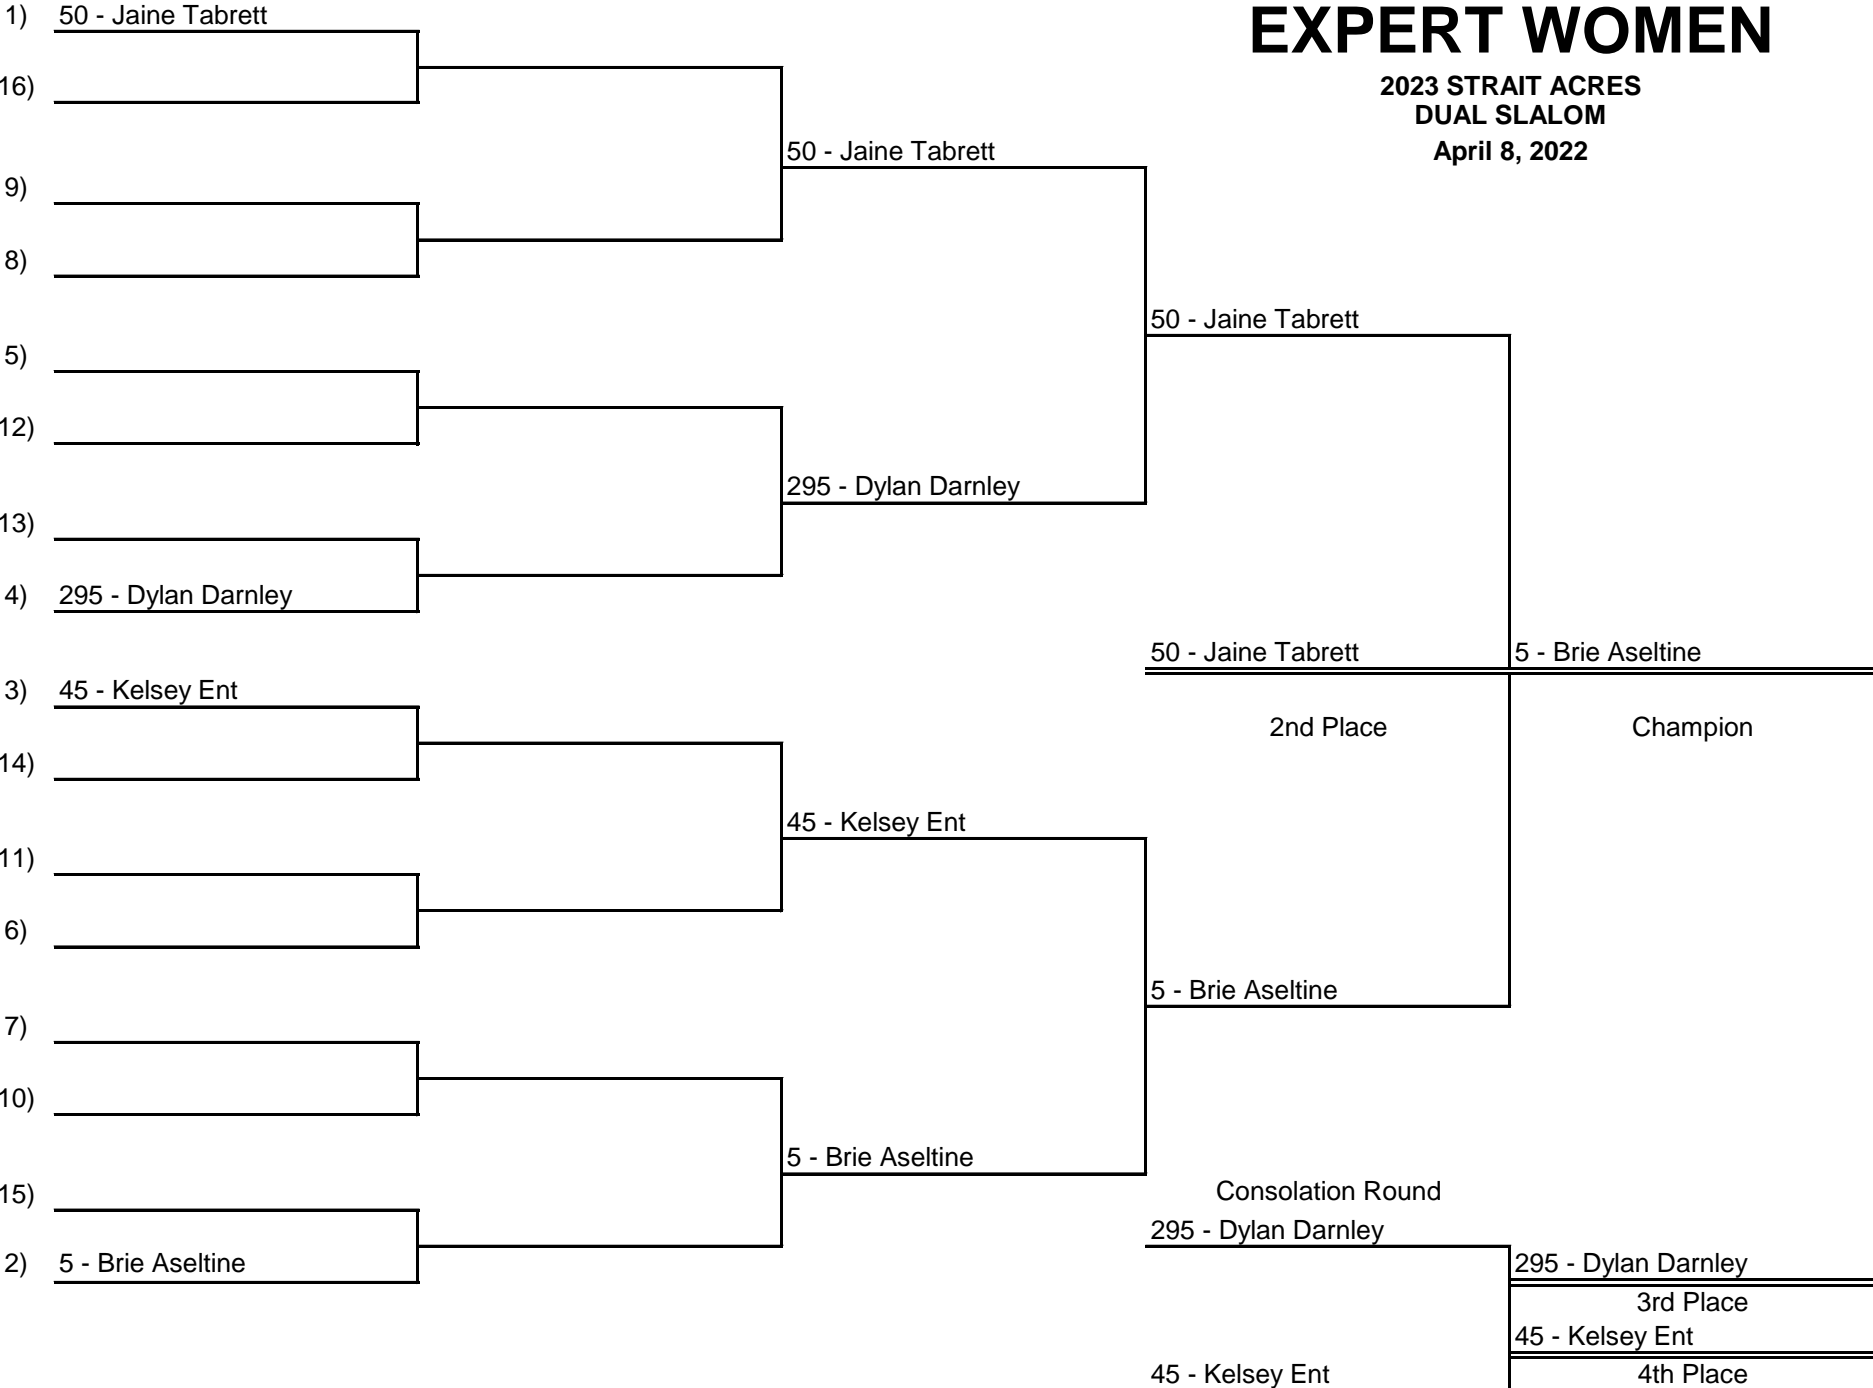 EXPERT WOMEN
2023 STRAIT ACRES
DUAL SLALOM
April 8, 2022
1) 50 - Jaine Tabrett
16)
50 - Jaine Tabrett
9)
8)
50 - Jaine Tabrett
5)
12)
295 - Dylan Darnley
13)
4) 295 - Dylan Darnley
50 - Jaine Tabrett 5 - Brie Aseltine
3) 45 - Kelsey Ent
2nd Place Champion
14)
45 - Kelsey Ent
11)
6)
5 - Brie Aseltine
7)
10)
5 - Brie Aseltine
15)
Consolation Round
295 - Dylan Darnley
2) 5 - Brie Aseltine
295 - Dylan Darnley
3rd Place
45 - Kelsey Ent
45 - Kelsey Ent 4th Place